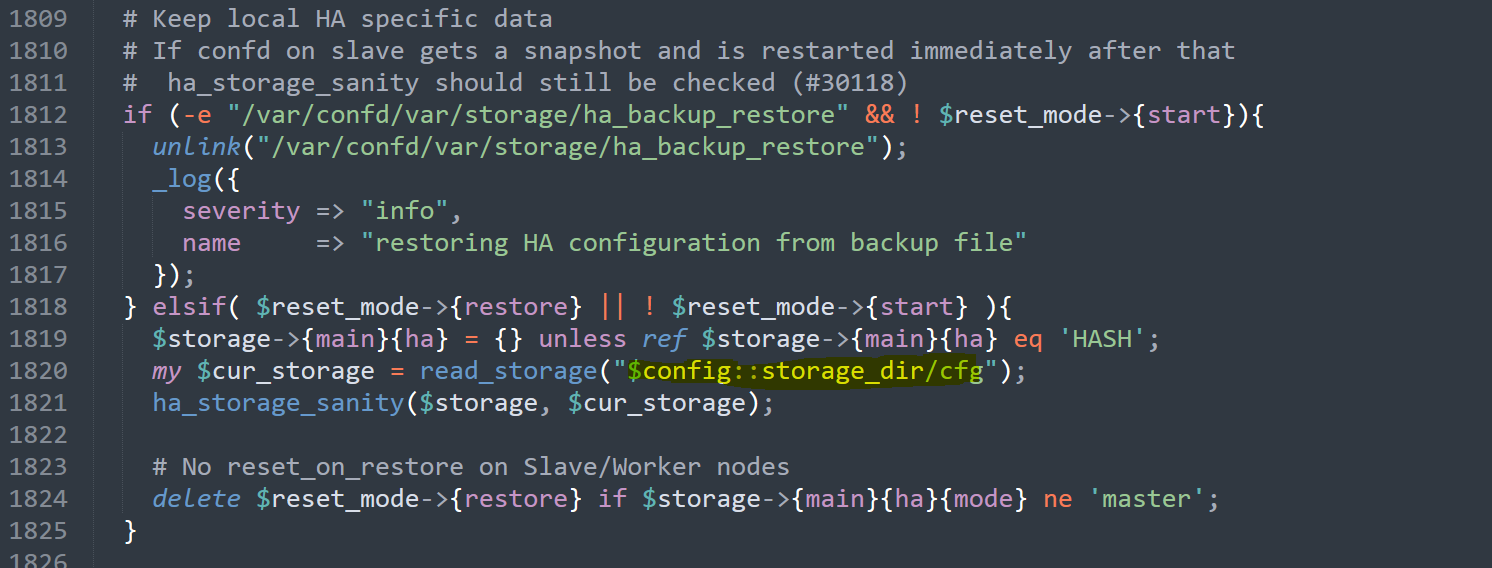 1809 # Keep local HA specific data
1810 # If confd on slave gets a snapshot and is restarted immediately after that
1811 #  ha_storage_sanity should still be checked (#30118)
1812 if (-e "/var/confd/var/storage/ha_backup_restore" && ! $reset_mode->{start}){
1813   unlink("/var/confd/var/storage/ha_backup_restore");
1814   _log({
1815     severity => "info",
1816     name     => "restoring HA configuration from backup file"
1817   });
1818 } elsif( $reset_mode->{restore} || ! $reset_mode->{start} ){
1819   $storage->{main}{ha} = {} unless ref $storage->{main}{ha} eq 'HASH';
1820   my $cur_storage = read_storage("$config::storage_dir/cfg");
1821   ha_storage_sanity($storage, $cur_storage);
1822
1823   # No reset_on_restore on Slave/Worker nodes
1824   delete $reset_mode->{restore} if $storage->{main}{ha}{mode} ne 'master';
1825 }
1826